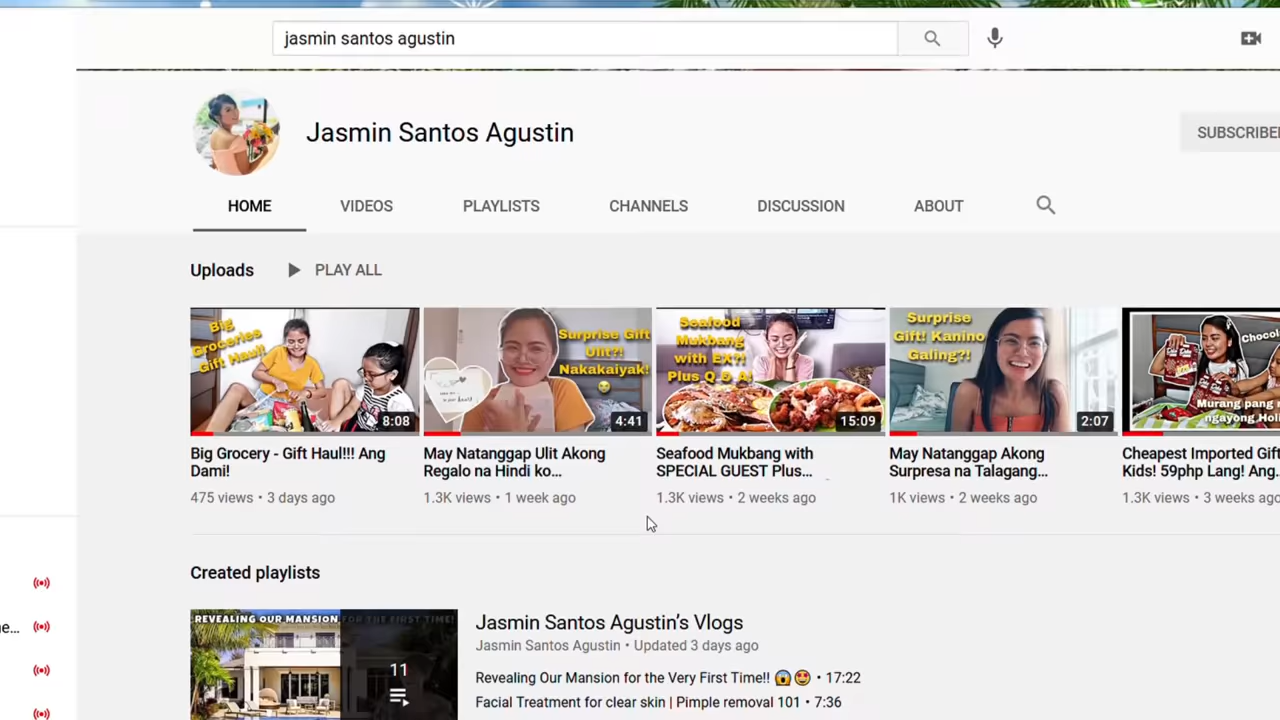 jasmin santos agustin
Jasmin Santos Agustin
SUBSCRIBE
HOME
VIDEOS
PLAYLISTS
CHANNELS
DISCUSSION
ABOUT
Uploads
PLAY ALL
Big
Groceries
Gift Haul!
8:08
Surprise Gift
Ulit?!
Nakakaiyak!
4:41
Seafood
Mukbang
with EX?!
Plus Q & A!
15:09
Surprise
Gift! Kanino
Galing?!
2:07
Murang pang
ngayong
Big Grocery - Gift Haul!!! Ang
Dami!
475 views • 3 days ago
May Natanggap Ulit Akong
Regalo na Hindi ko...
1.3K views • 1 week ago
Seafood Mukbang with
SPECIAL GUEST Plus...
1.3K views • 2 weeks ago
May Natanggap Akong
Surpresa na Talagang...
1K views • 2 weeks ago
Cheapest Imported Gift
Kids! 59php Lang! Ang...
1.3K views • 3 weeks ago
Created playlists
REVEALING OUR MANSION FOR THE FIRST TIME!
11
Jasmin Santos Agustin's Vlogs
Jasmin Santos Agustin • Updated 3 days ago
Revealing Our Mansion for the Very First Time!! 😱 🤩 • 17:22
Facial Treatment for clear skin | Pimple removal 101 • 7:36